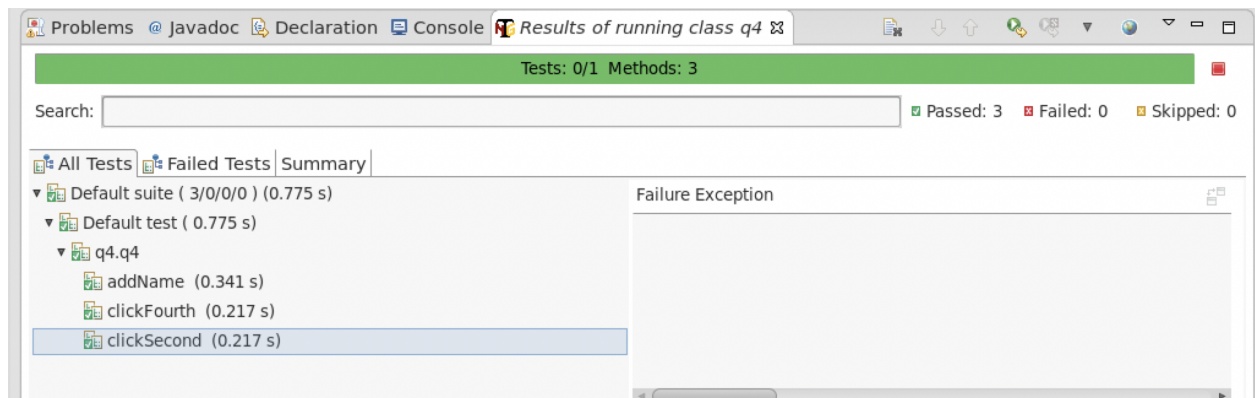 Problems @ Javadoc Declaration Console Results of running class q4
Tests: 0/1 Methods: 3
Search: Passed: 3 Failed: 0 Skipped: 0
All Tests Failed Tests Summary
Default suite ( 3/0/0/0 ) (0.775 s) Failure Exception
Default test ( 0.775 s)
q4.q4
addName (0.341 s)
clickFourth (0.217 s)
clickSecond (0.217 s)